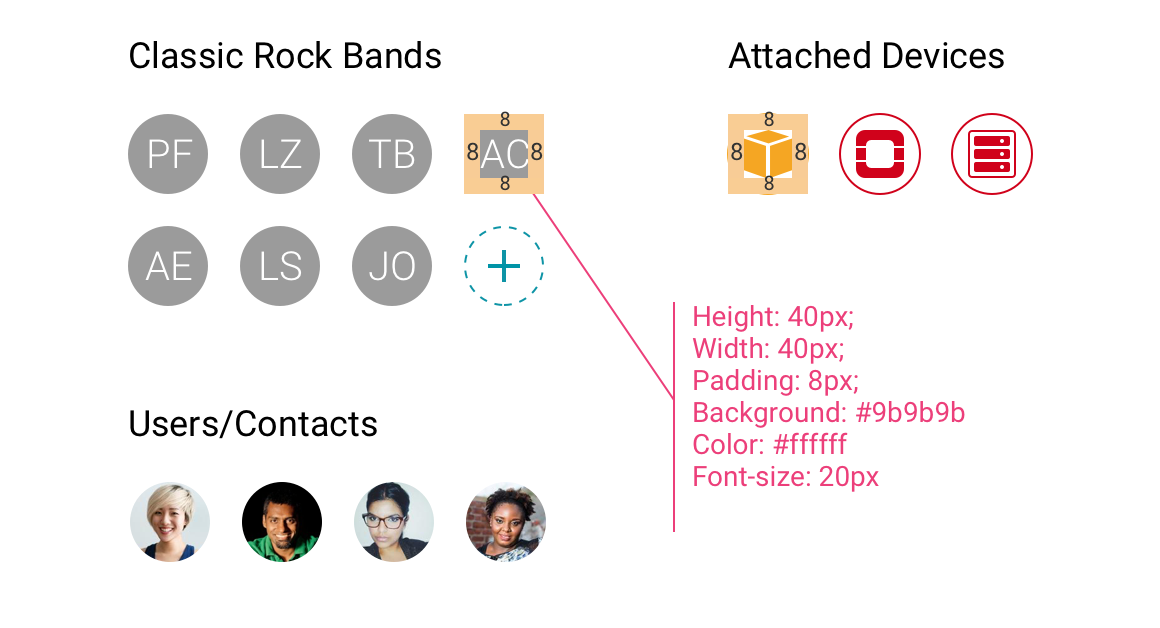 Classic Rock Bands
PF LZ TB 8 8 AC 8 8
AE LS JO
Attached Devices
8 8 8 8
Height: 40px;
Width: 40px;
Padding: 8px;
Background: #9b9b9b
Color: #ffffff
Font-size: 20px
Users/Contacts